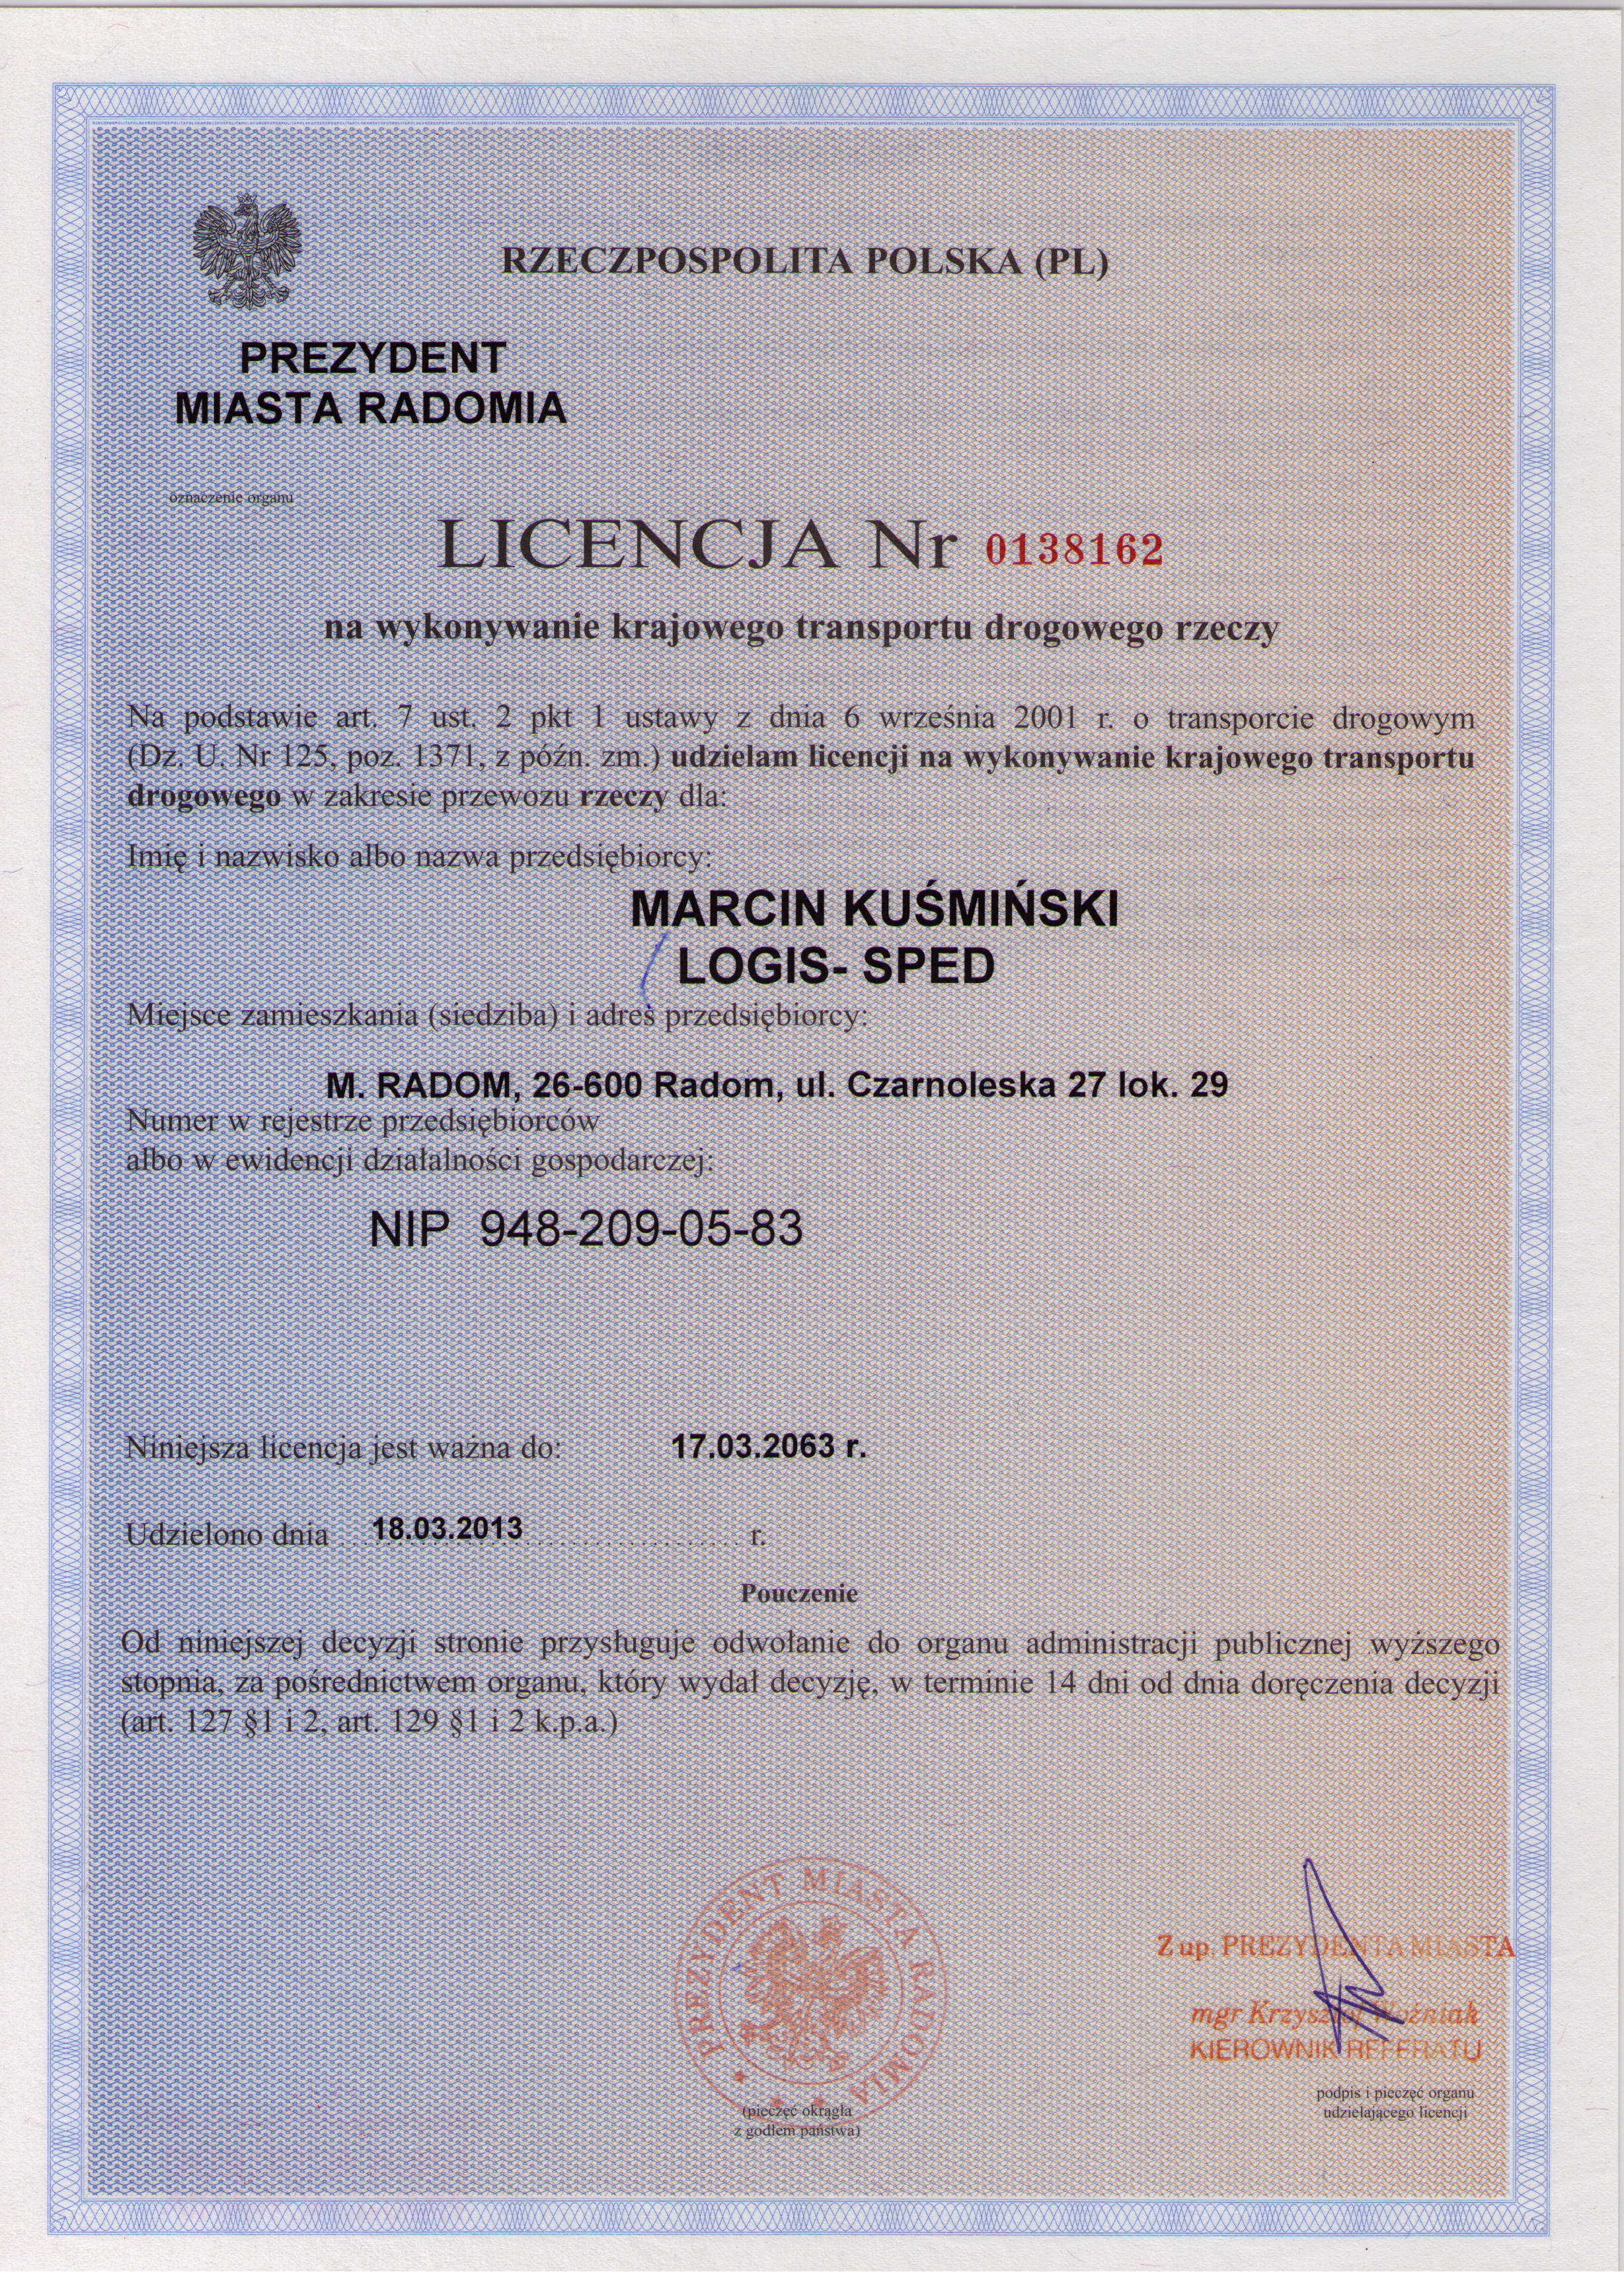 RZECZPOSPOLITA POLSKA (PL)
PREZYDENT
MIASTA RADOMIA
oznaczenie organu
LICENCJA Nr 0138162
na wykonywanie krajowego transportu drogowego rzeczy
Na podstawie art. 7 ust. 2 pkt 1 ustawy z dnia 6 września 2001 r. o transporcie drogowym
(Dz. U. Nr 125, poz. 1371, z późn. zm.) udzielam licencji na wykonywanie krajowego transportu
drogowego w zakresie przewozu rzeczy dla:
Imię i nazwisko albo nazwa przedsiębiorcy:
MARCIN KUŚMIŃSKI
LOGIS- SPED
Miejsce zamieszkania (siedziba) i adres przedsiębiorcy:
M. RADOM, 26-600 Radom, ul. Czarnoleska 27 lok. 29
Numer w rejestrze przedsiębiorców
albo w ewidencji działalności gospodarczej:
NIP 948-209-05-83
Niniejsza licencja jest ważna do: 17.03.2063 r.
Udzielono dnia 18.03.2013 r.
Pouczenie
Od niniejszej decyzji stronie przysługuje odwołanie do organu administracji publicznej wyższego
stopnia, za pośrednictwem organu, który wydał decyzję, w terminie 14 dni od dnia doręczenia decyzji
(art. 127 §1 i 2, art. 129 §1 i 2 k.p.a.)
PREZYDENT MIASTA RADOMIA
(pieczęć okrągła
z godłem państwa)
Z up. PREZYDENTA MIASTA
mgr Krzysztof Woźniak
KIEROWNIK REFERATU
podpis i pieczęć organu
udzielającego licencji